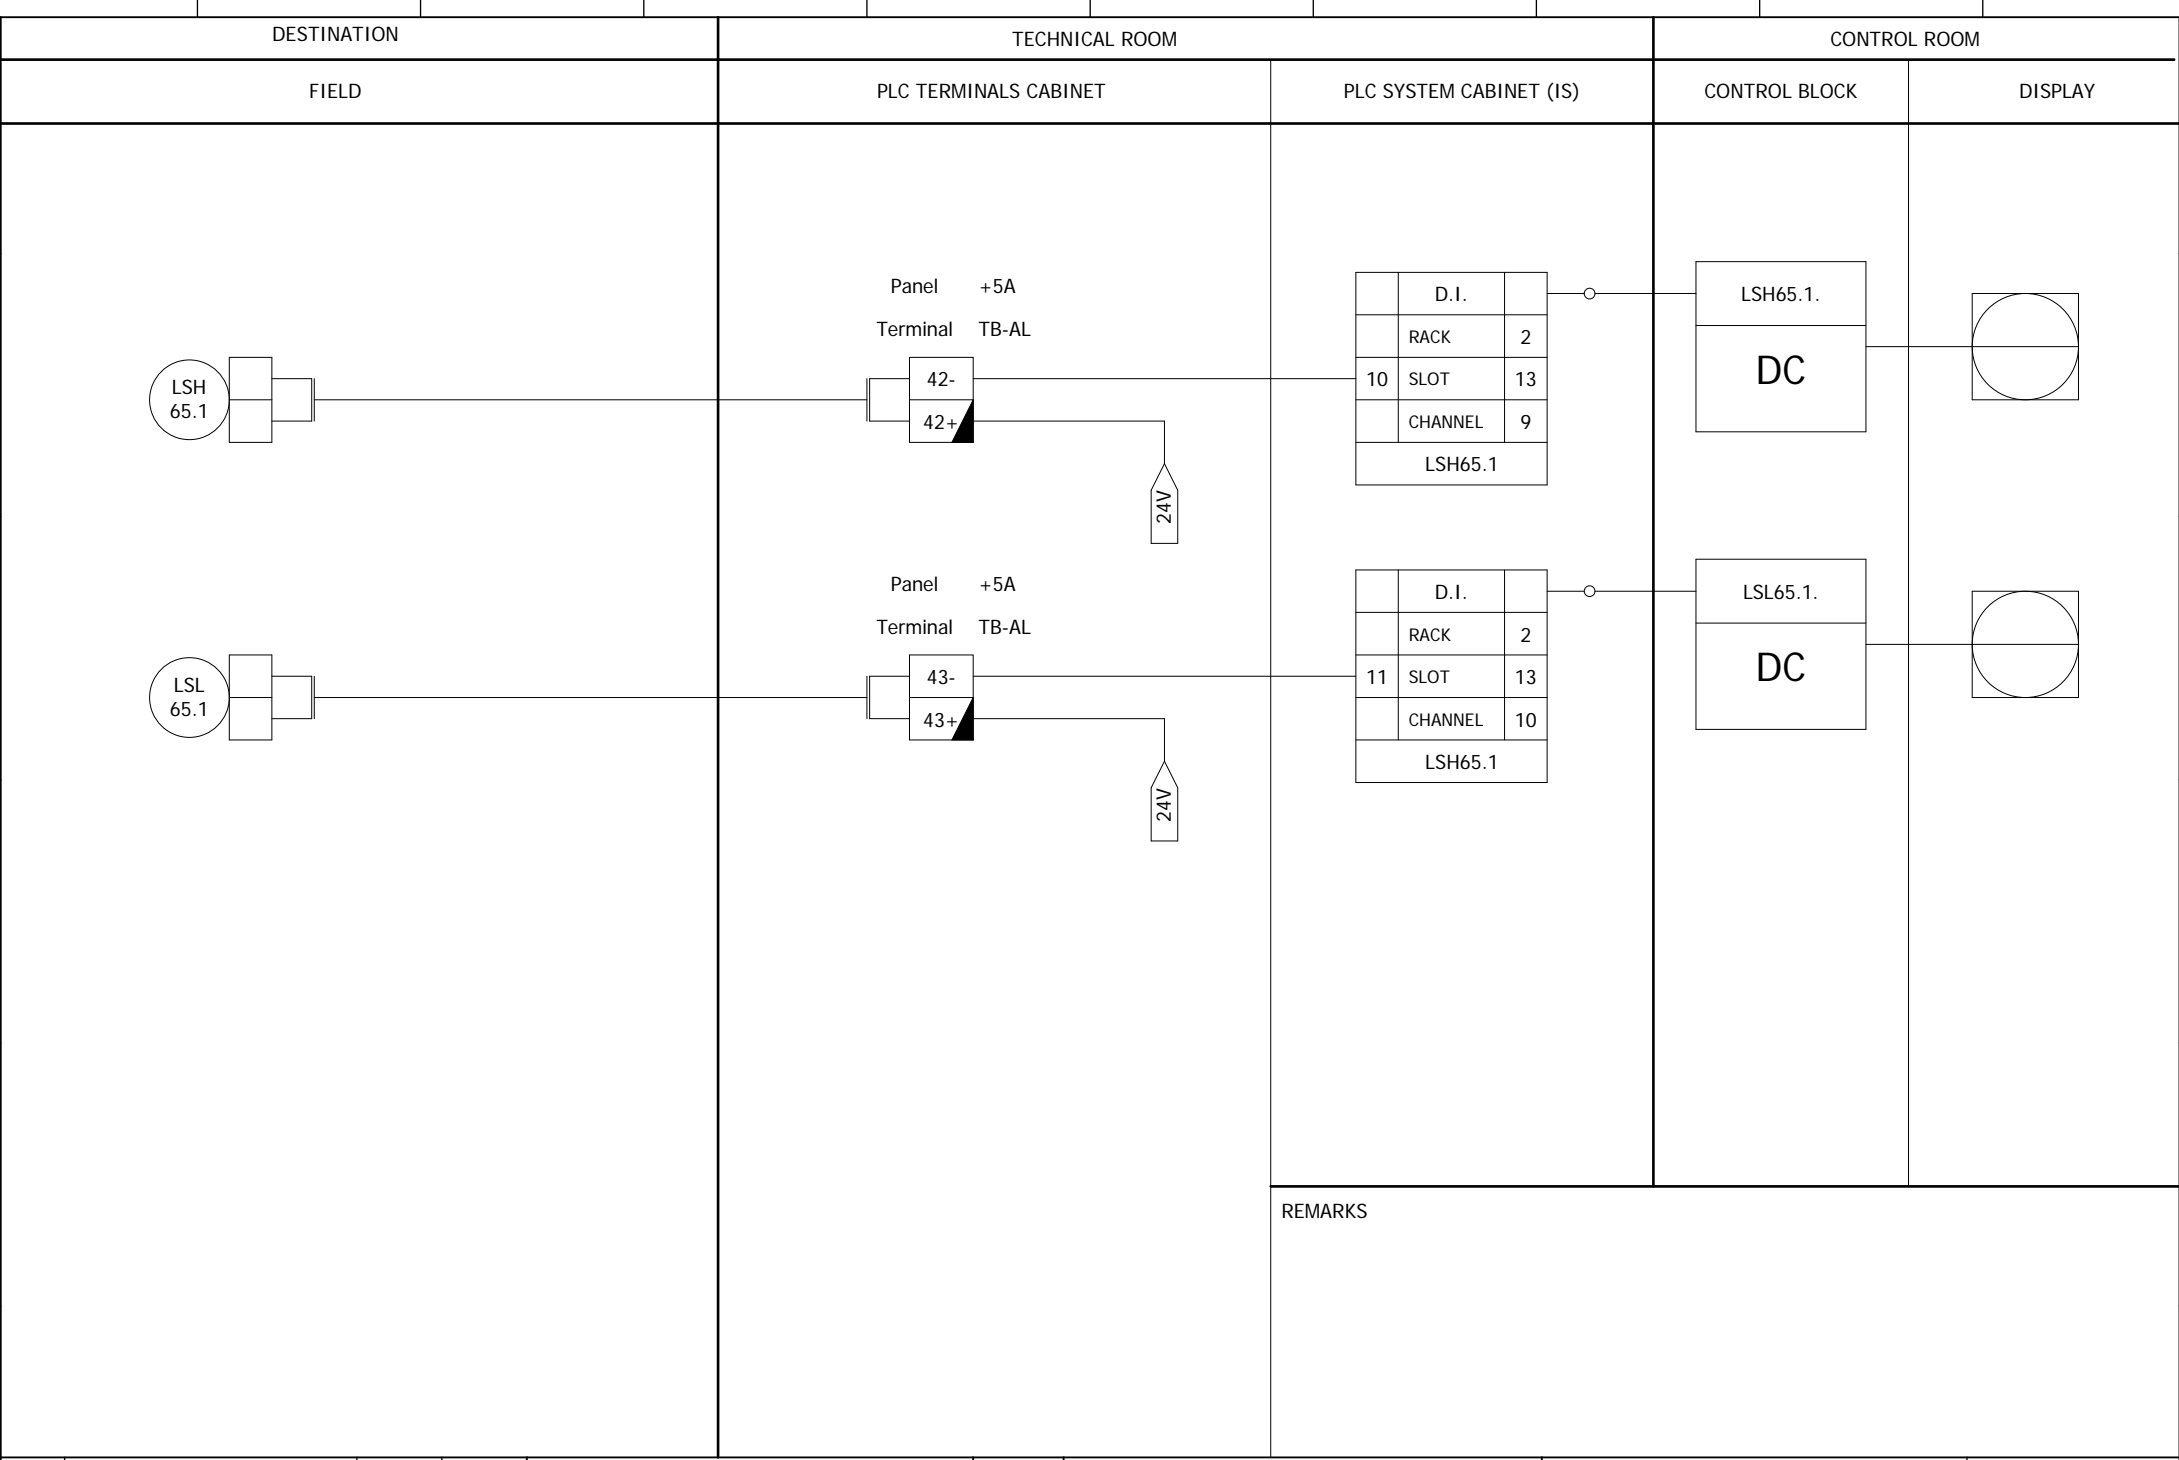 DESTINATION
TECHNICAL ROOM
CONTROL ROOM
FIELD
PLC TERMINALS CABINET
PLC SYSTEM CABINET (IS)
CONTROL BLOCK
DISPLAY
LSH
65.1
Panel +5A
Terminal TB-AL
42-
42+
24V
D.I.
RACK 2
10 SLOT 13
CHANNEL 9
LSH65.1
LSH65.1.
DC
LSL
65.1
Panel +5A
Terminal TB-AL
43-
43+
24V
D.I.
RACK 2
11 SLOT 13
CHANNEL 10
LSH65.1
LSL65.1.
DC
REMARKS